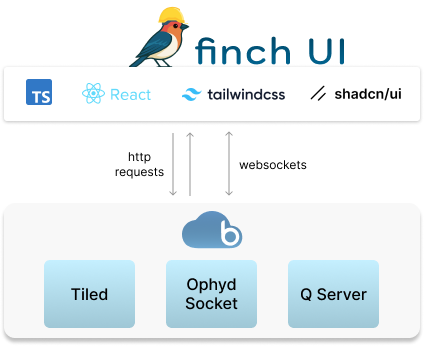 finch UI
TS
React
tailwindcss
shadcn/ui
http
requests
websockets
b
Tiled
Ophyd
Socket
Q Server